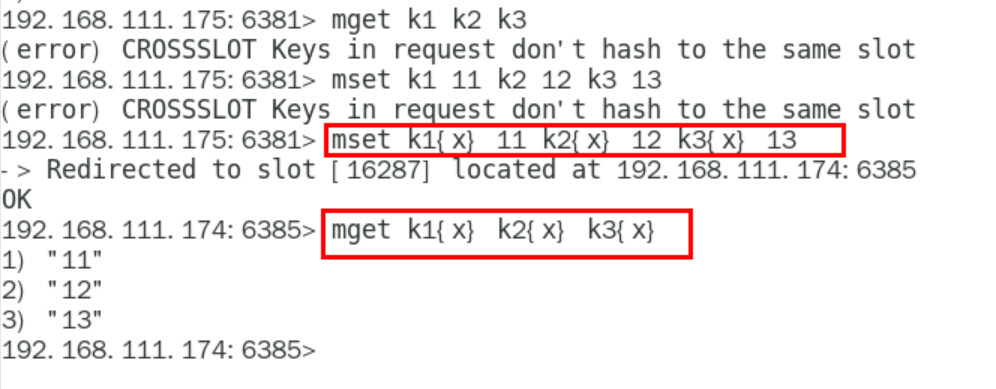 192.168.111.175:6381> mget k1 k2 k3
(error) CROSSSLOT Keys in request don't hash to the same slot
192.168.111.175:6381> mset k1 11 k2 12 k3 13
(error) CROSSSLOT Keys in request don't hash to the same slot
192.168.111.175:6381> mset k1{x} 11 k2{x} 12 k3{x} 13
-> Redirected to slot [16287] located at 192.168.111.174:6385
OK
192.168.111.174:6385> mget k1{x} k2{x} k3{x}
1) "11"
2) "12"
3) "13"
192.168.111.174:6385>